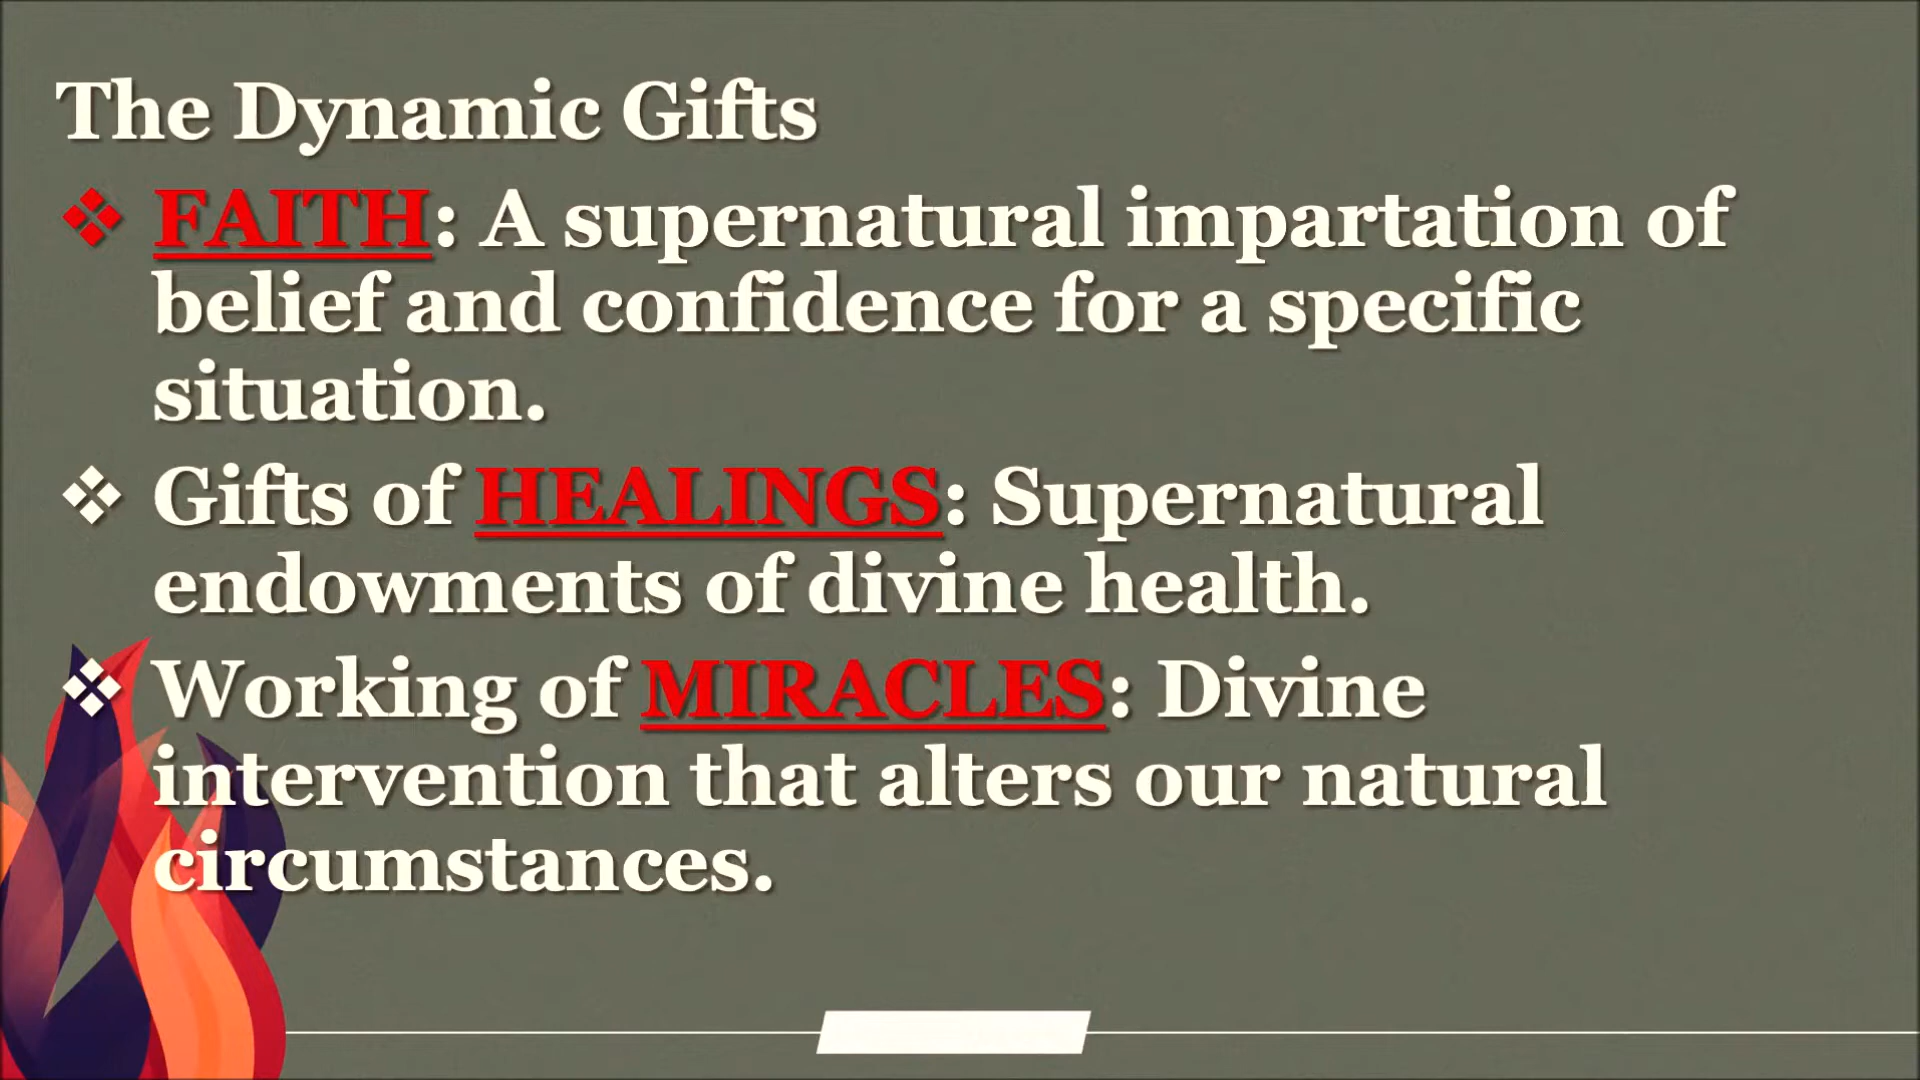 The Dynamic Gifts
❖ FAITH: A supernatural impartation of
belief and confidence for a specific
situation.
❖ Gifts of HEALINGS: Supernatural
endowments of divine health.
❖ Working of MIRACLES: Divine
intervention that alters our natural
circumstances.